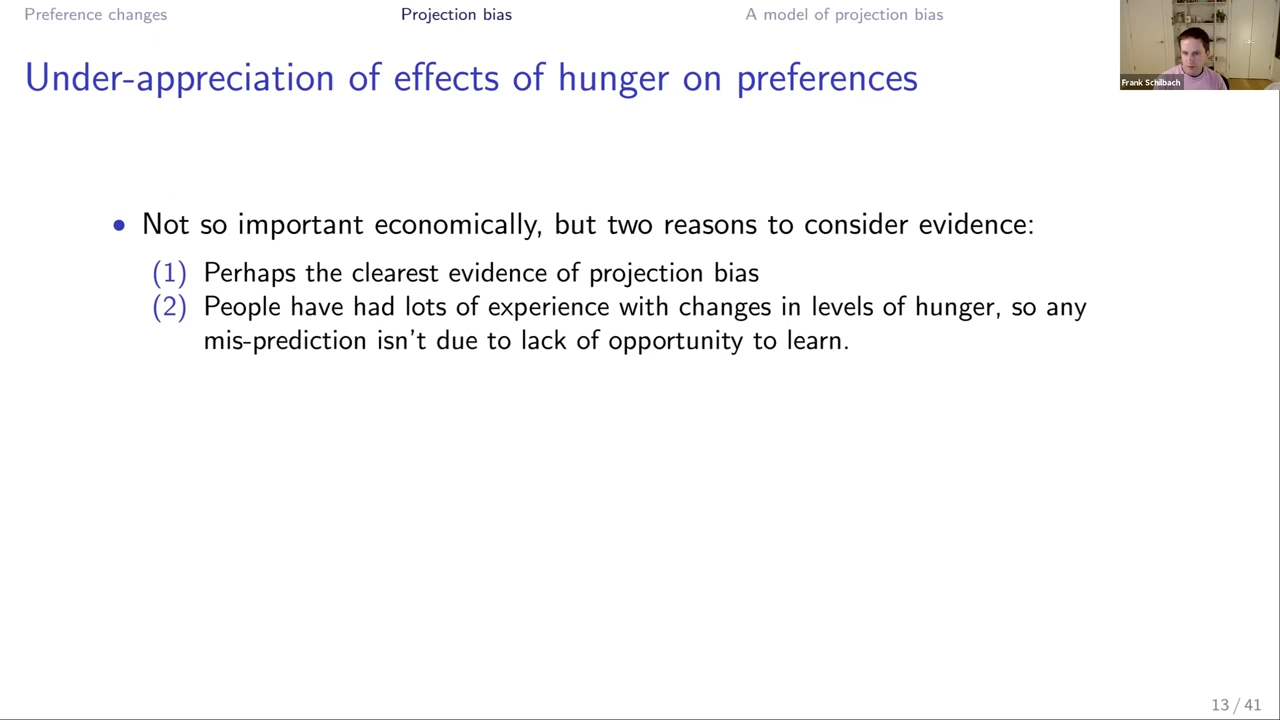 Preference changes
Projection bias
A model of projection bias
Frank Schilbach
Under-appreciation of effects of hunger on preferences
• Not so important economically, but two reasons to consider evidence:
(1) Perhaps the clearest evidence of projection bias
(2) People have had lots of experience with changes in levels of hunger, so any
mis-prediction isn't due to lack of opportunity to learn.
13 / 41